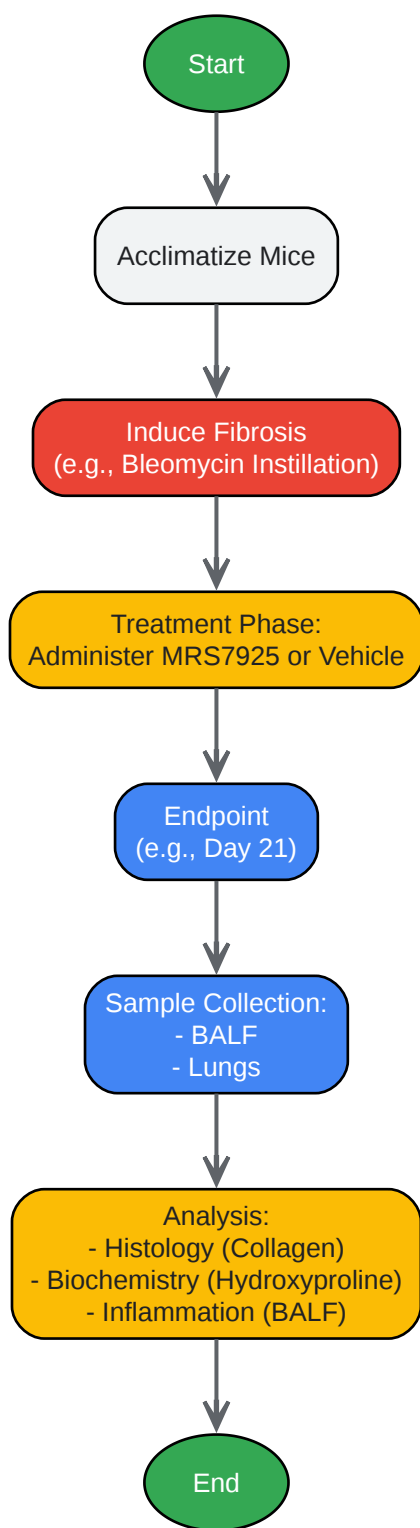 Start
Acclimatize Mice
Induce Fibrosis
(e.g., Bleomycin Instillation)
Treatment Phase:
Administer MRS7925 or Vehicle
Endpoint
(e.g., Day 21)
Sample Collection:
- BALF
- Lungs
Analysis:
- Histology (Collagen)
- Biochemistry (Hydroxyproline)
- Inflammation (BALF)
End